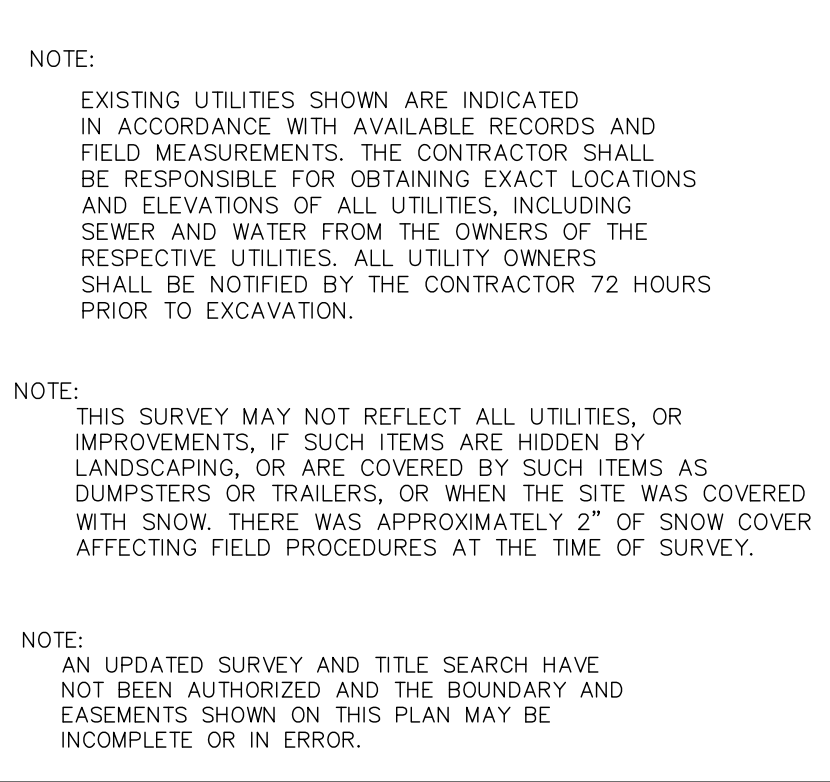 NOTE:
EXISTING UTILITIES SHOWN ARE INDICATED
IN ACCORDANCE WITH AVAILABLE RECORDS AND
FIELD MEASUREMENTS. THE CONTRACTOR SHALL
BE RESPONSIBLE FOR OBTAINING EXACT LOCATIONS
AND ELEVATIONS OF ALL UTILITIES, INCLUDING
SEWER AND WATER FROM THE OWNERS OF THE
RESPECTIVE UTILITIES. ALL UTILITY OWNERS
SHALL BE NOTIFIED BY THE CONTRACTOR 72 HOURS
PRIOR TO EXCAVATION.
NOTE:
THIS SURVEY MAY NOT REFLECT ALL UTILITIES, OR
IMPROVEMENTS, IF SUCH ITEMS ARE HIDDEN BY
LANDSCAPING, OR ARE COVERED BY SUCH ITEMS AS
DUMPSTERS OR TRAILERS, OR WHEN THE SITE WAS COVERED
WITH SNOW. THERE WAS APPROXIMATELY 2” OF SNOW COVER
AFFECTING FIELD PROCEDURES AT THE TIME OF SURVEY.
NOTE:
AN UPDATED SURVEY AND TITLE SEARCH HAVE
NOT BEEN AUTHORIZED AND THE BOUNDARY AND
EASEMENTS SHOWN ON THIS PLAN MAY BE
INCOMPLETE OR IN ERROR.